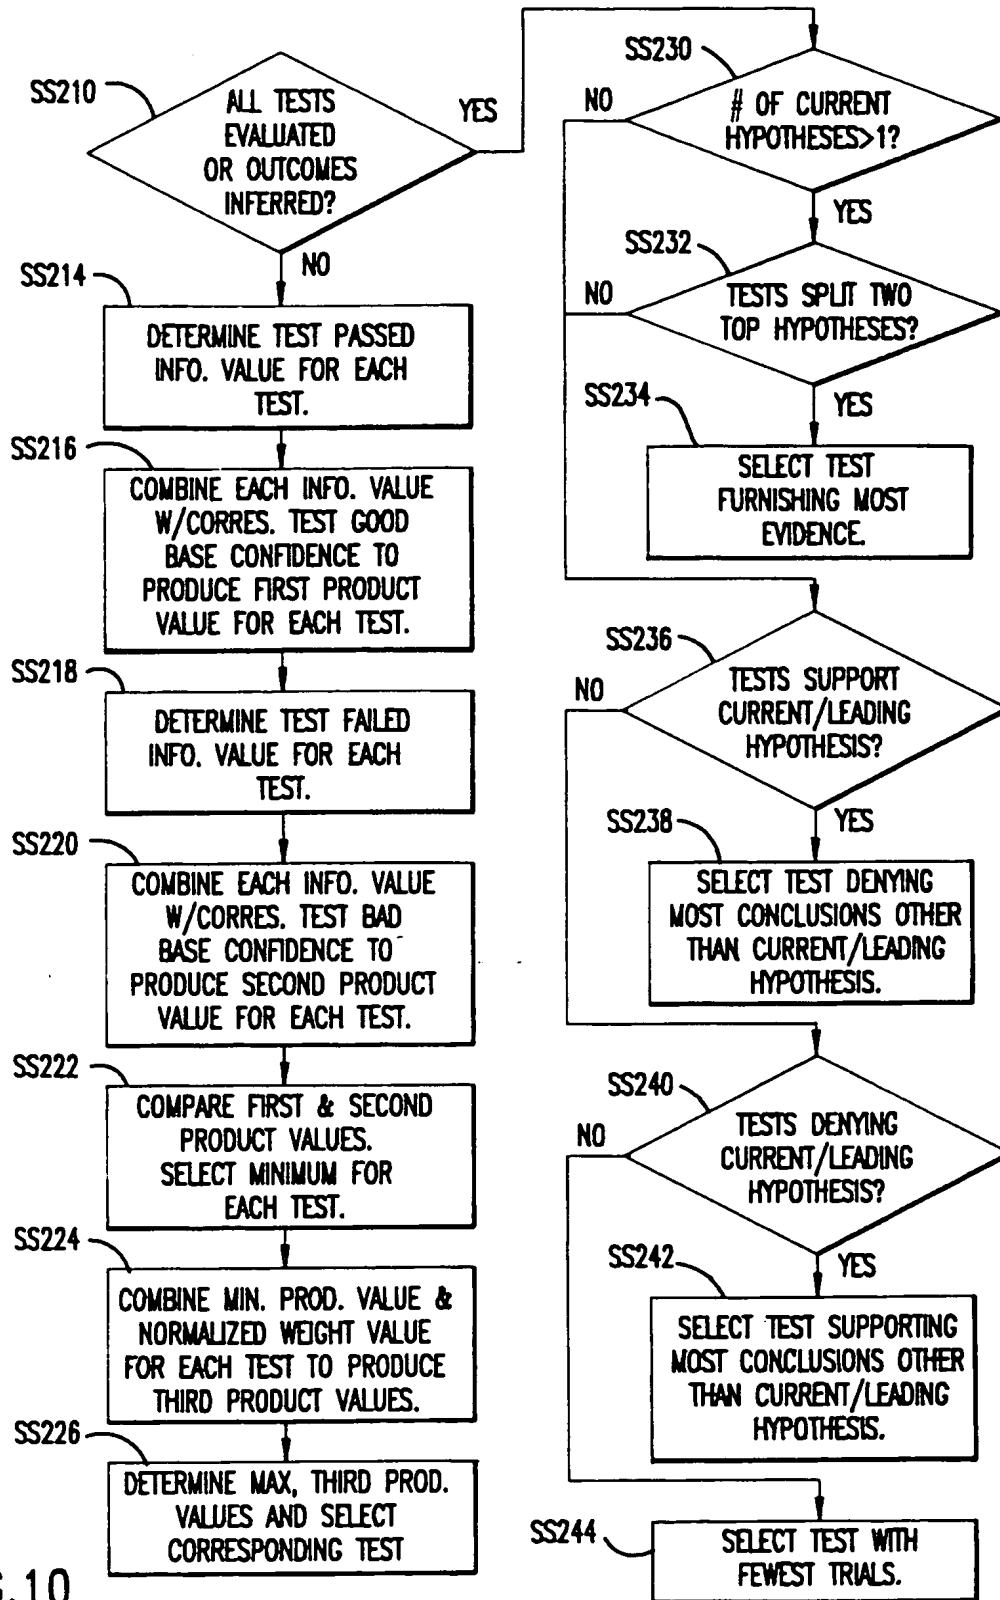 SS210
ALL TESTS
EVALUATED
OR OUTCOMES
INFERRED?
YES
NO
SS214
DETERMINE TEST PASSED
INFO. VALUE FOR EACH
TEST.
SS216
COMBINE EACH INFO. VALUE
W/CORRES. TEST GOOD
BASE CONFIDENCE TO
PRODUCE FIRST PRODUCT
VALUE FOR EACH TEST.
SS218
DETERMINE TEST FAILED
INFO. VALUE FOR EACH
TEST.
SS220
COMBINE EACH INFO. VALUE
W/CORRES. TEST BAD
BASE CONFIDENCE TO
PRODUCE SECOND PRODUCT
VALUE FOR EACH TEST.
SS222
COMPARE FIRST & SECOND
PRODUCT VALUES.
SELECT MINIMUM FOR
EACH TEST.
SS224
COMBINE MIN. PROD. VALUE &
NORMALIZED WEIGHT VALUE
FOR EACH TEST TO PRODUCE
THIRD PRODUCT VALUES.
SS226
DETERMINE MAX, THIRD PROD.
VALUES AND SELECT
CORRESPONDING TEST
SS230
NO
# OF CURRENT
HYPOTHESES>1?
YES
SS232
NO
TESTS SPLIT TWO
TOP HYPOTHESES?
YES
SS234
SELECT TEST
FURNISHING MOST
EVIDENCE.
SS236
NO
TESTS SUPPORT
CURRENT/LEADING
HYPOTHESIS?
YES
SS238
SELECT TEST DENYING
MOST CONCLUSIONS OTHER
THAN CURRENT/LEADING
HYPOTHESIS.
SS240
NO
TESTS DENYING
CURRENT/LEADING
HYPOTHESIS?
YES
SS242
SELECT TEST SUPPORTING
MOST CONCLUSIONS OTHER
THAN CURRENT/LEADING
HYPOTHESIS.
SS244
SELECT TEST WITH
FEWEST TRIALS.
G.10